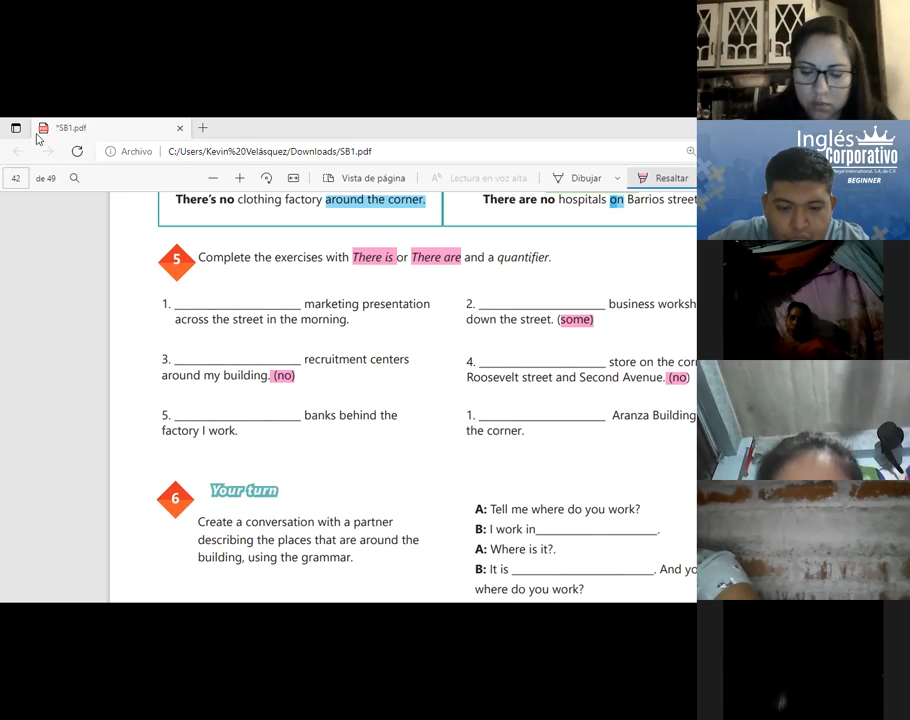 *SB1.pdf
Archivo | C:/Users/Kevin%20Velásquez/Downloads/SB1.pdf
42 de 49
Vista de página
Lectura en voz alta
Dibujar
Resaltar
There's no clothing factory around the corner.
There are no hospitals on Barrios street
5 Complete the exercises with There is or There are and a quantifier.
1. ____________________ marketing presentation
across the street in the morning.
2. ____________________ business worksh
down the street. (some)
3. ____________________ recruitment centers
around my building. (no)
4. ____________________ store on the cor
Roosevelt street and Second Avenue. (no)
5. ____________________ banks behind the
factory I work.
1. ____________________ Aranza Building
the corner.
6 Your turn
Create a conversation with a partner
describing the places that are around the
building, using the grammar.
A: Tell me where do you work?
B: I work in____________________.
A: Where is it?.
B: It is ______________________. And yo
where do you work?
Inglés
Corporativo
BEGINNER